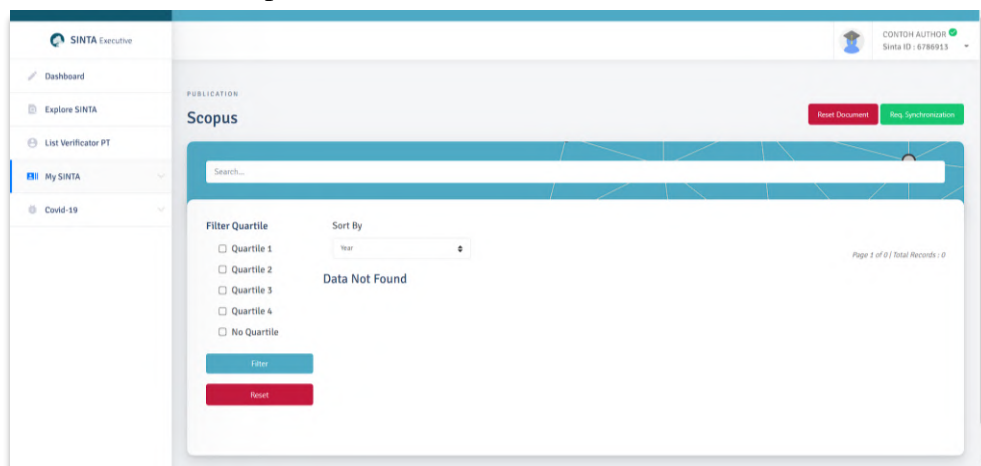 SINTA Executive
CONTOH AUTHOR
Sinta ID : 6786913
Dashboard
Explore SINTA
List Verificator PT
My SINTA
Covid-19
PUBLICATION
Scopus
Reset Document
Req. Synchronization
Search...
Filter Quartile
Quartile 1
Quartile 2
Quartile 3
Quartile 4
No Quartile
Filter
Reset
Sort By
Year
Page 1 of 0 | Total Records : 0
Data Not Found